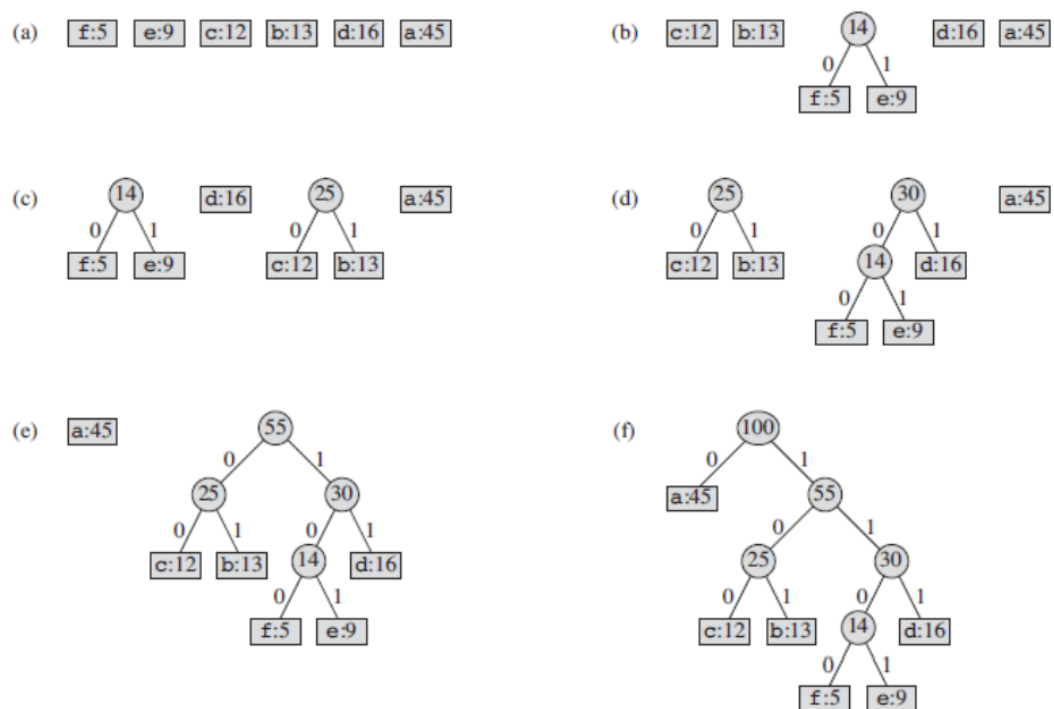 (a) f:5 e:9 c:12 b:13 d:16 a:45
(b) c:12 b:13 14 d:16 a:45
0 1
f:5 e:9
(c) 14 d:16 25 a:45
0 1 0 1
f:5 e:9 c:12 b:13
(d) 25 30 a:45
0 1 0 1
c:12 b:13 14 d:16
0 1
f:5 e:9
(e) a:45 55
0 1
25 30
0 1 0 1
c:12 b:13 14 d:16
0 1
f:5 e:9
(f) 100
0 1
a:45 55
0 1
25 30
0 1 0 1
c:12 b:13 14 d:16
0 1
f:5 e:9